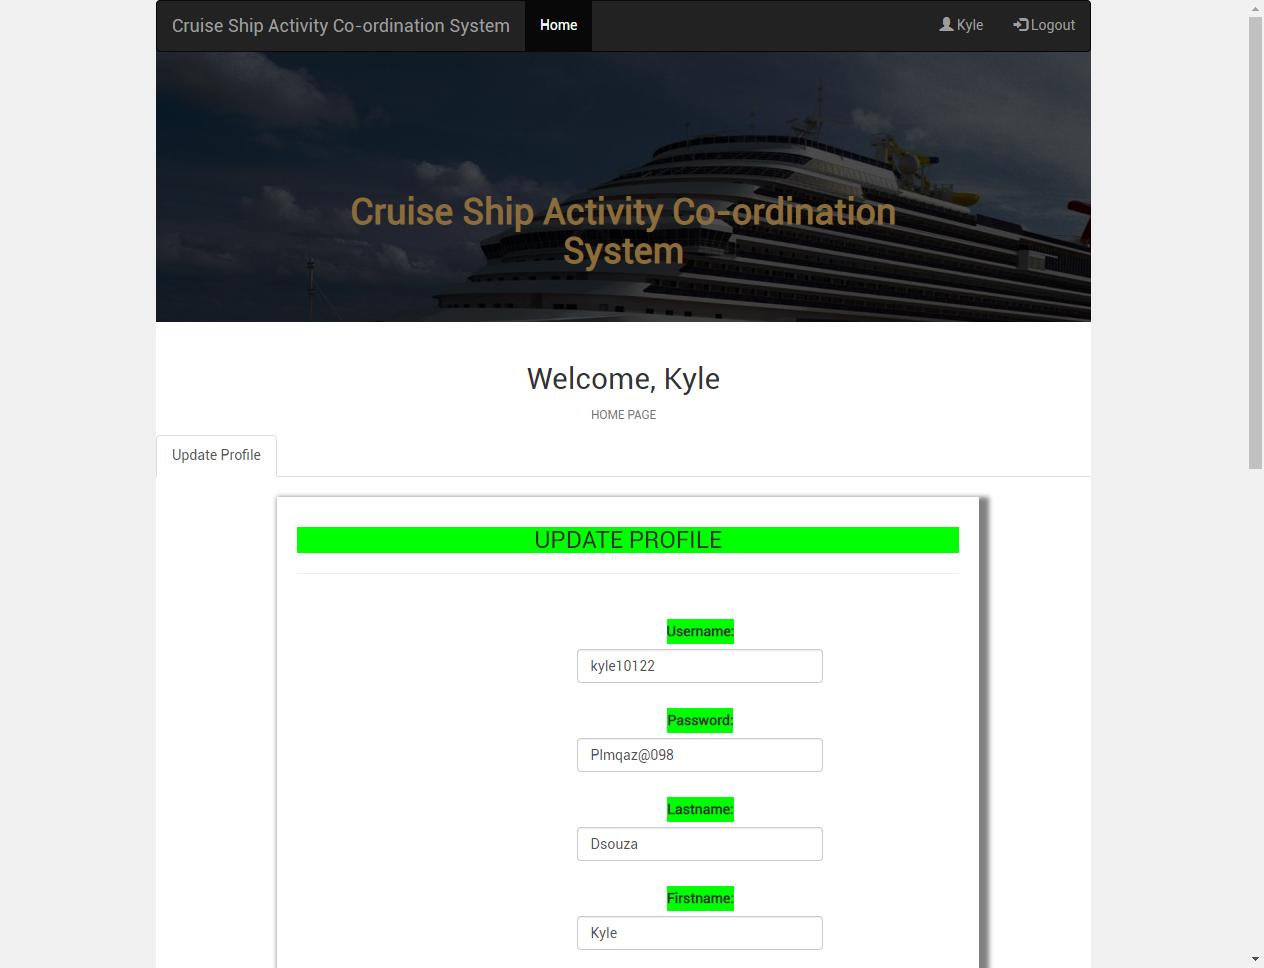 Cruise Ship Activity Co-ordination System Home Kyle Logout
Cruise Ship Activity Co-ordination
System
Welcome, Kyle
HOME PAGE
Update Profile
UPDATE PROFILE
Username:
kyle10122
Password:
Plmqaz@098
Lastname:
Dsouza
Firstname:
Kyle